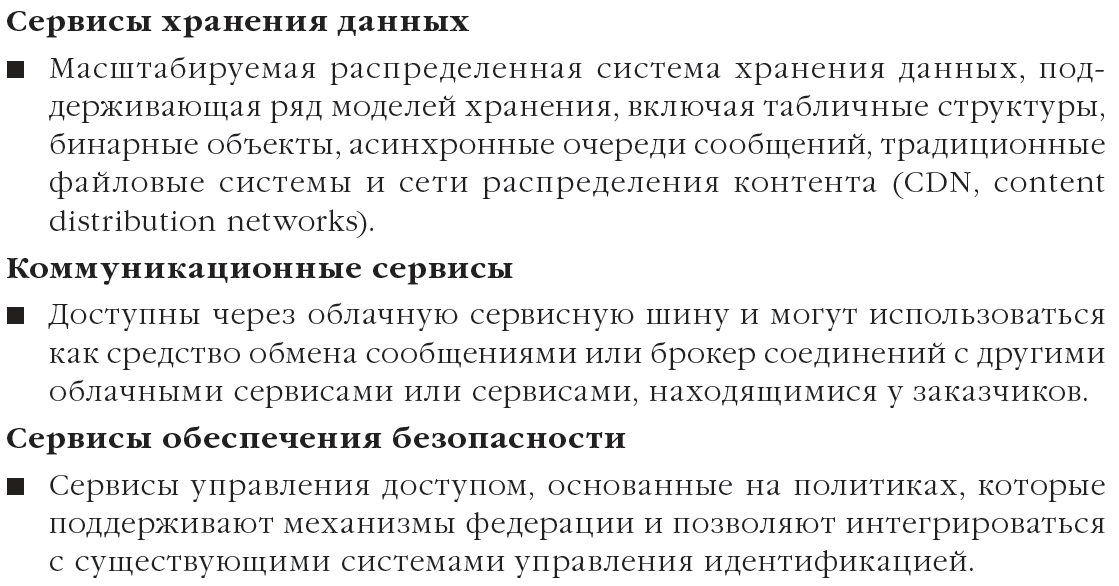 Сервисы хранения данных
■ Масштабируемая распределенная система хранения данных, под-
держивающая ряд моделей хранения, включая табличные структуры,
бинарные объекты, асинхронные очереди сообщений, традиционные
файловые системы и сети распределения контента (CDN, content
distribution networks).
Коммуникационные сервисы
■ Доступны через облачную сервисную шину и могут использоваться
как средство обмена сообщениями или брокер соединений с другими
облачными сервисами или сервисами, находящимися у заказчиков.
Сервисы обеспечения безопасности
■ Сервисы управления доступом, основанные на политиках, которые
поддерживают механизмы федерации и позволяют интегрироваться
с существующими системами управления идентификацией.